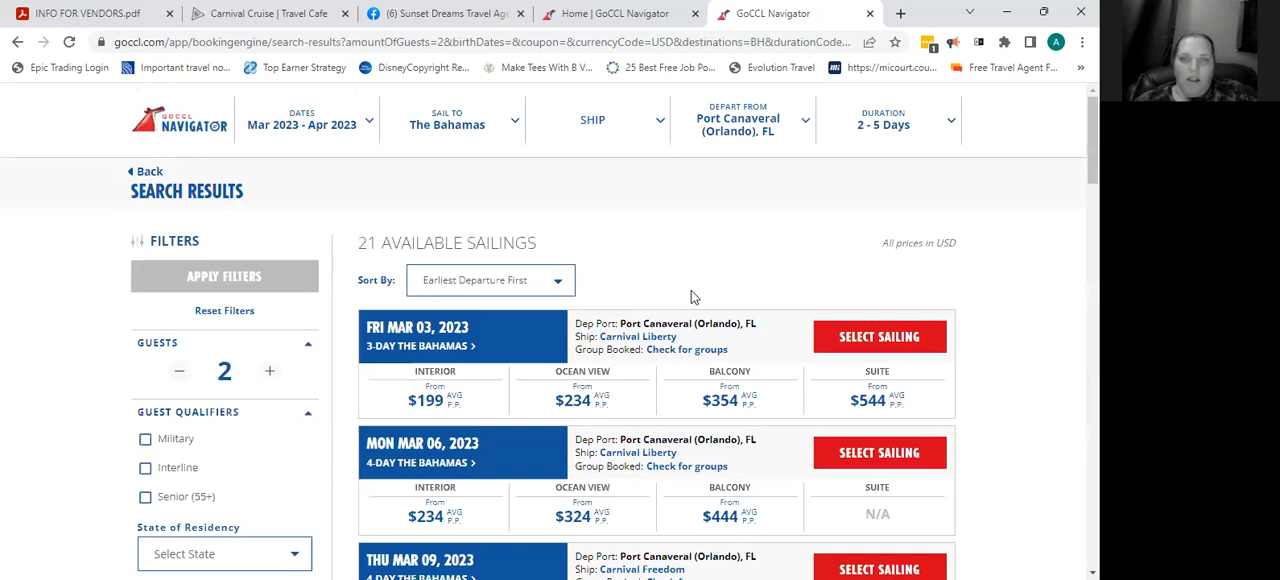 INFO FOR VENDORS.pdf
Carnival Cruise | Travel Cafe
(6) Sunset Dreams Travel Age
Home | GoCCL Navigator
GoCCL Navigator
goccl.com/app/bookingengine/search-results?amountOfGuests=2&birthDates=&coupon=&currencyCode=USD&destinations=BH&durationCode...
1
A
Epic Trading Login
Important travel no...
Top Earner Strategy
DisneyCopyright Re...
Make Tees With B V...
25 Best Free Job Po...
Evolution Travel
https://micourt.cou...
Free Travel Agent F...
»
GOCCL
NAVIGATOR
DATES
Mar 2023 - Apr 2023
SAIL TO
The Bahamas
SHIP
DEPART FROM
Port Canaveral
(Orlando), FL
DURATION
2 - 5 Days
Back
SEARCH RESULTS
FILTERS
APPLY FILTERS
Reset Filters
GUESTS
− 2 +
GUEST QUALIFIERS
Military
Interline
Senior (55+)
State of Residency
Select State
21 AVAILABLE SAILINGS
All prices in USD
Sort By: Earliest Departure First
FRI MAR 03, 2023
3-DAY THE BAHAMAS >
Dep Port: Port Canaveral (Orlando), FL
Ship: Carnival Liberty
Group Booked: Check for groups
SELECT SAILING
INTERIOR
From
$199 AVG P.P.
OCEAN VIEW
From
$234 AVG P.P.
BALCONY
From
$354 AVG P.P.
SUITE
From
$544 AVG P.P.
MON MAR 06, 2023
4-DAY THE BAHAMAS >
Dep Port: Port Canaveral (Orlando), FL
Ship: Carnival Liberty
Group Booked: Check for groups
SELECT SAILING
INTERIOR
From
$234 AVG P.P.
OCEAN VIEW
From
$324 AVG P.P.
BALCONY
From
$444 AVG P.P.
SUITE
N/A
THU MAR 09, 2023
4-DAY THE BAHAMAS >
Dep Port: Port Canaveral (Orlando), FL
Ship: Carnival Freedom
SELECT SAILING